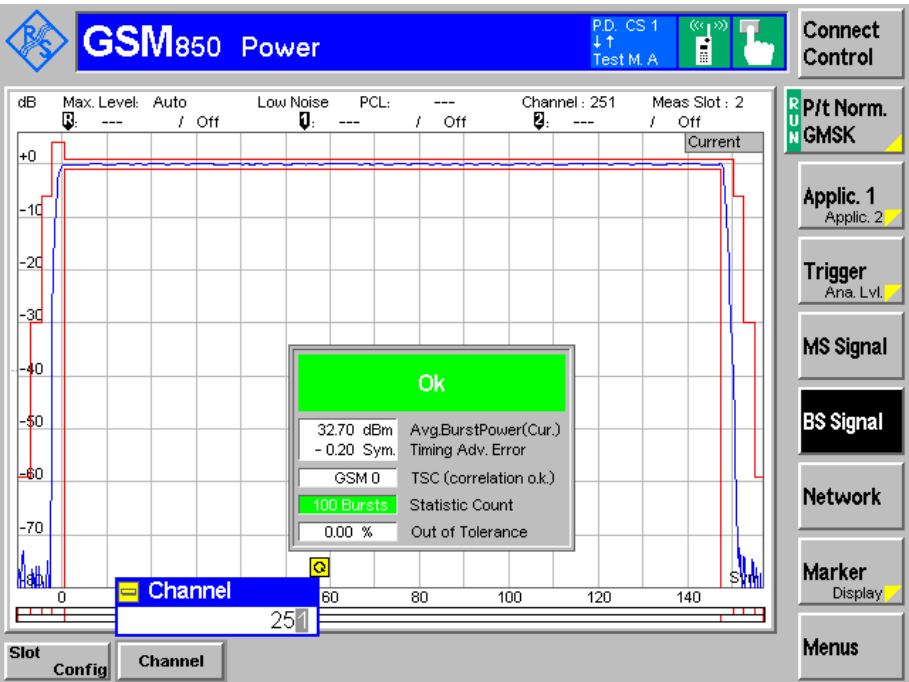 R&S
GSM850 Power
P.D. CS 1
Test M. A
Connect
Control
dB Max. Level: Auto Low Noise PCL: --- Channel : 251 Meas Slot : 2
R: --- / Off 1: --- / Off 2: --- / Off
Current
+0
-10
-20
-30
-40
-50
-60
-70
-80
Ok
32.70 dBm Avg.BurstPower(Cur.)
- 0.20 Sym. Timing Adv. Error
GSM 0 TSC (correlation o.k.)
100 Bursts Statistic Count
0.00 % Out of Tolerance
0 60 80 100 120 140
Channel
251
RUN
P/t Norm.
GMSK
Applic. 1
Applic. 2
Trigger
Ana. Lvl.
MS Signal
BS Signal
Network
Marker
Display
Menus
Slot
Config
Channel